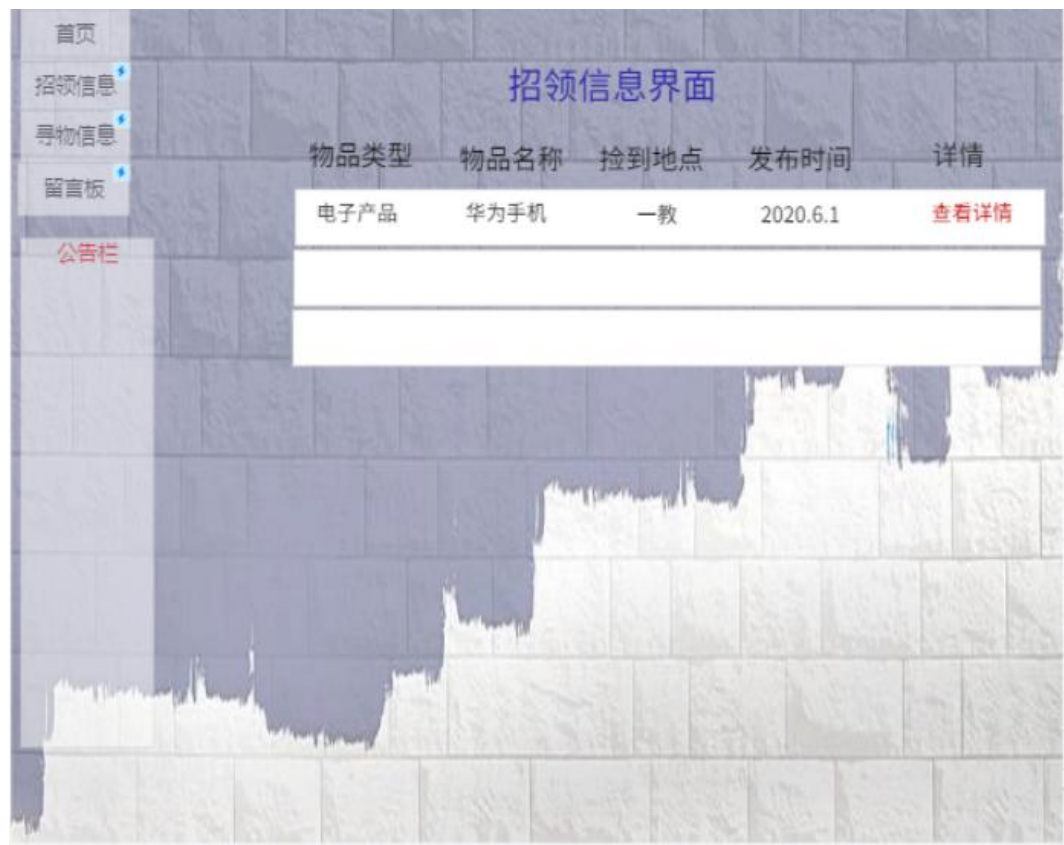 首页
招领信息
寻物信息
留言板
公告栏
招领信息界面
物品类型 物品名称 捡到地点 发布时间 详情
电子产品 华为手机 一教 2020.6.1 查看详情